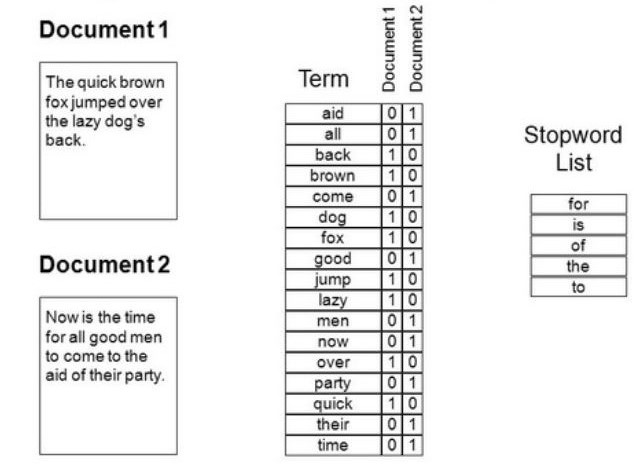 Document 1
The quick brown
fox jumped over
the lazy dog's
back.
Document 2
Now is the time
for all good men
to come to the
aid of their party.
Term Document 1 Document 2
aid 0 1
all 0 1
back 1 0
brown 1 0
come 0 1
dog 1 0
fox 1 0
good 0 1
jump 1 0
lazy 1 0
men 0 1
now 0 1
over 1 0
party 0 1
quick 1 0
their 0 1
time 0 1
Stopword
List
for
is
of
the
to